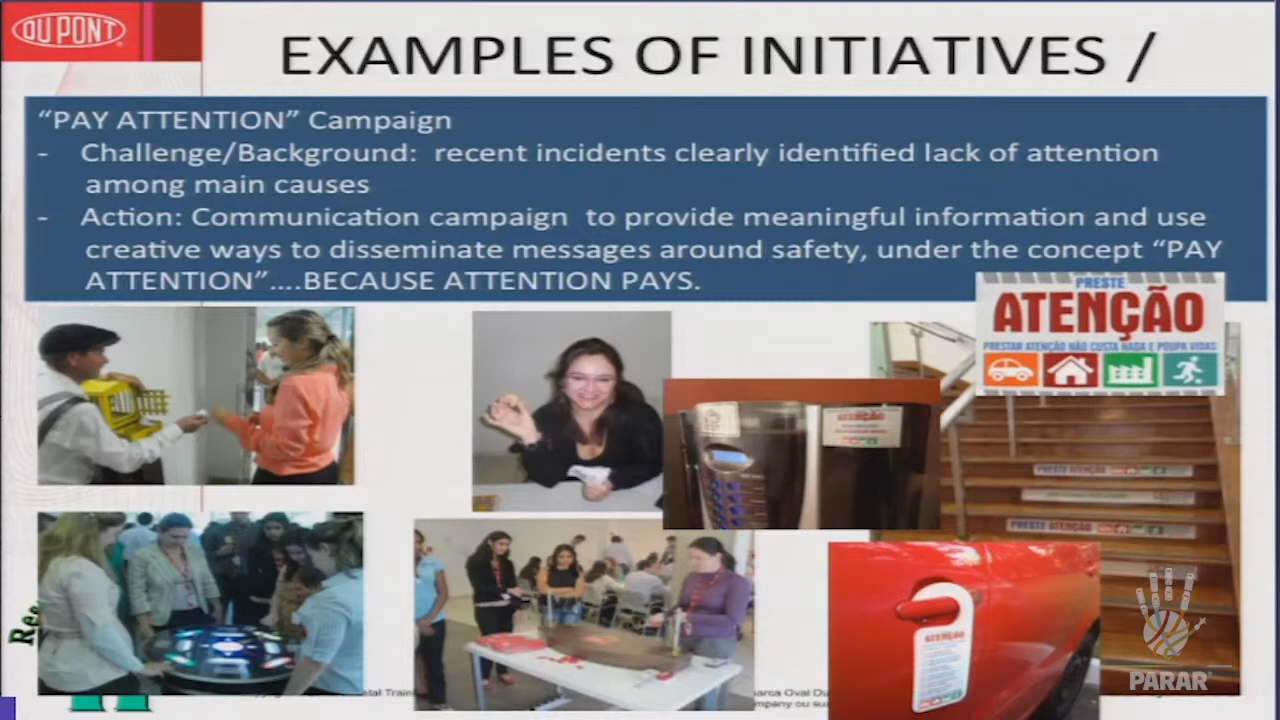 DU PONT
EXAMPLES OF INITIATIVES /
“PAY ATTENTION” Campaign
- Challenge/Background: recent incidents clearly identified lack of attention
among main causes
- Action: Communication campaign to provide meaningful information and use
creative ways to disseminate messages around safety, under the concept “PAY
ATTENTION”....BECAUSE ATTENTION PAYS.
PRESTE
ATENÇÃO
PRESTAR ATENÇÃO NÃO CUSTA NADA E POUPA VIDAS
ATENÇÃO
PRESTE ATENÇÃO
PRESTE ATENÇÃO
ATENÇÃO
PARAR